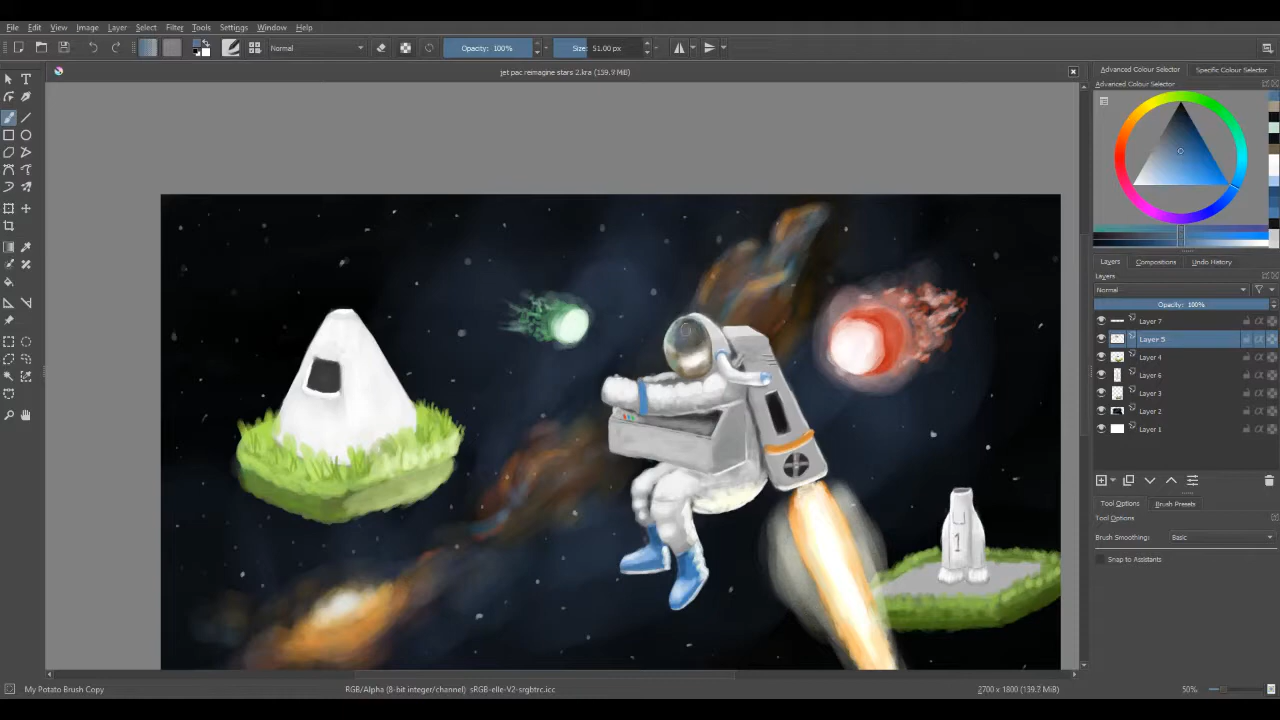 File Edit View Image Layer Select Filter Tools Settings Window Help
Normal Opacity: 100% Size: 51.00 px
jet pac reimagine stars 2.kra (139.7 MiB)
Advanced Colour Selector Specific Colour Selector
Advanced Colour Selector
Layers Compositions Undo History
Layers
Normal
Opacity: 100%
Layer 7
Layer 5
Layer 4
Layer 6
Layer 3
Layer 2
Layer 1
Tool Options Brush Presets
Tool Options
Brush Smoothing: Basic
Snap to Assistants
1
My Potato Brush Copy RGB/Alpha (8-bit integer/channel) sRGB-elle-V2-srgbtrc.icc 2700 x 1800 (139.7 MiB) 50%